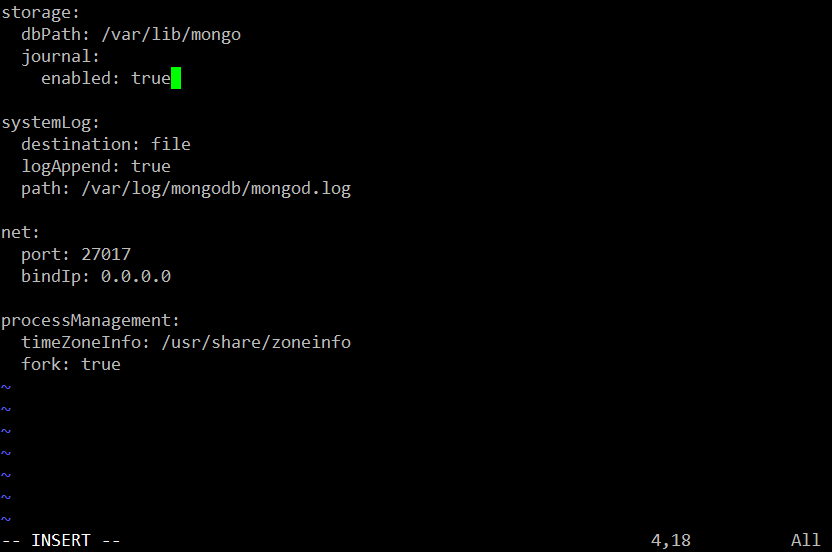 storage:
  dbPath: /var/lib/mongo
  journal:
    enabled: true

systemLog:
  destination: file
  logAppend: true
  path: /var/log/mongodb/mongod.log

net:
  port: 27017
  bindIp: 0.0.0.0

processManagement:
  timeZoneInfo: /usr/share/zoneinfo
  fork: true
~
~
~
~
~
~
~
-- INSERT -- 4,18 All